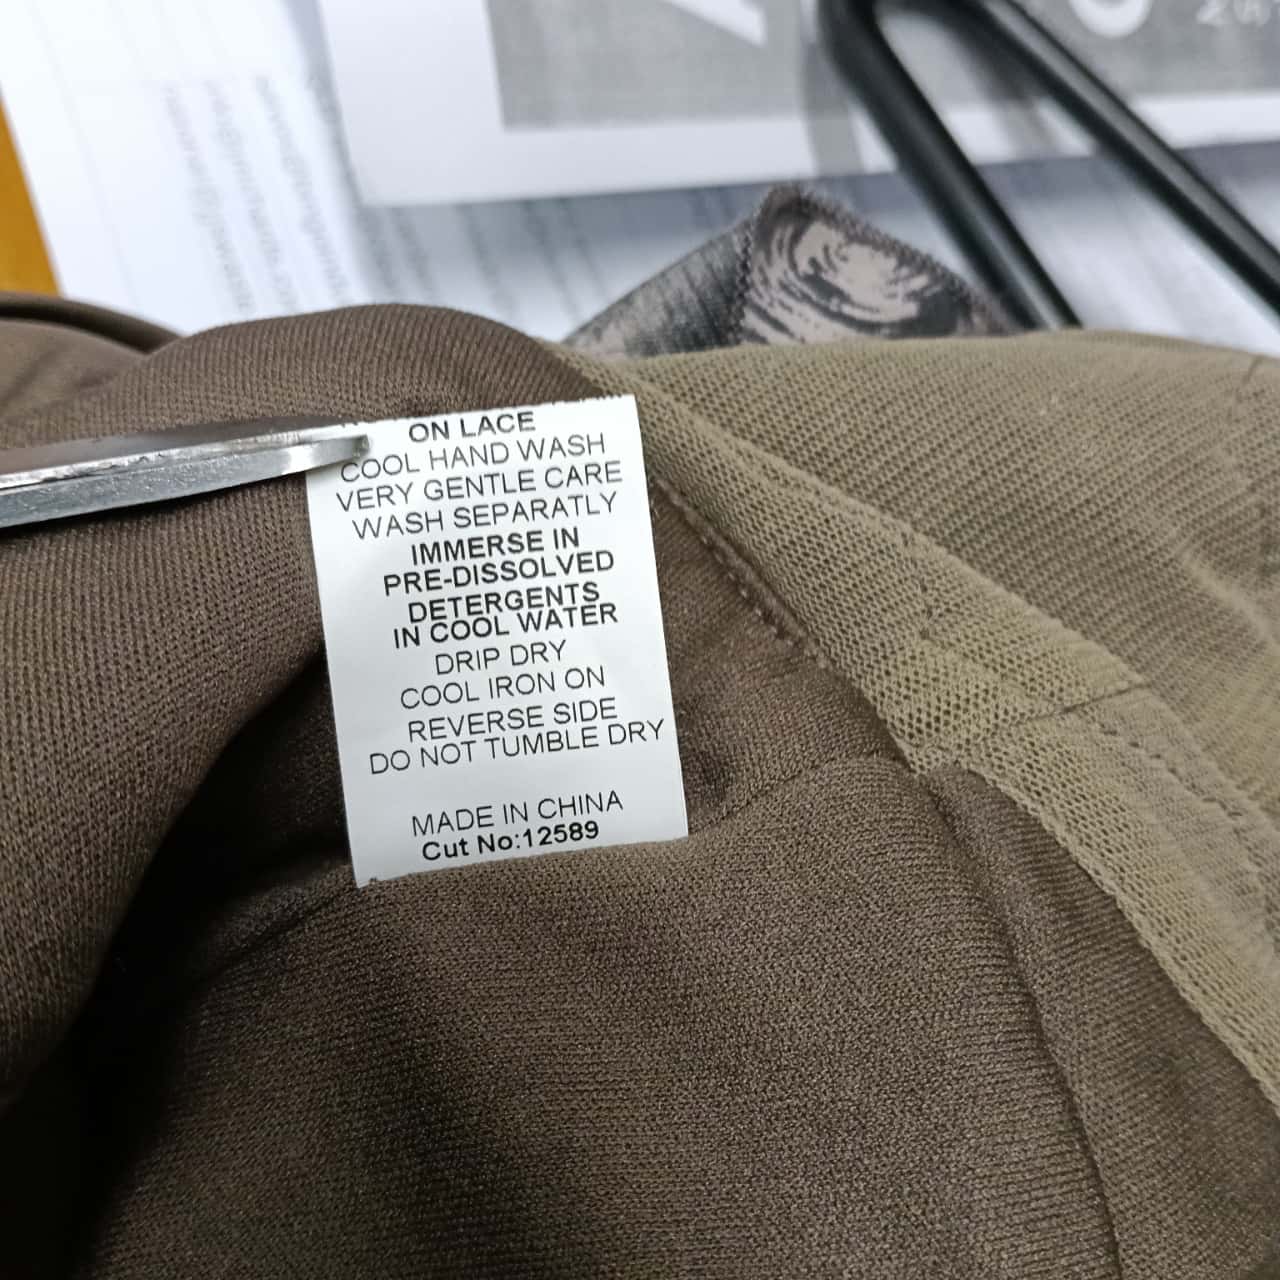 ON LACE
COOL HAND WASH
VERY GENTLE CARE
WASH SEPARATLY
IMMERSE IN
PRE-DISSOLVED
DETERGENTS
IN COOL WATER
DRIP DRY
COOL IRON ON
REVERSE SIDE
DO NOT TUMBLE DRY
MADE IN CHINA
Cut No:12589